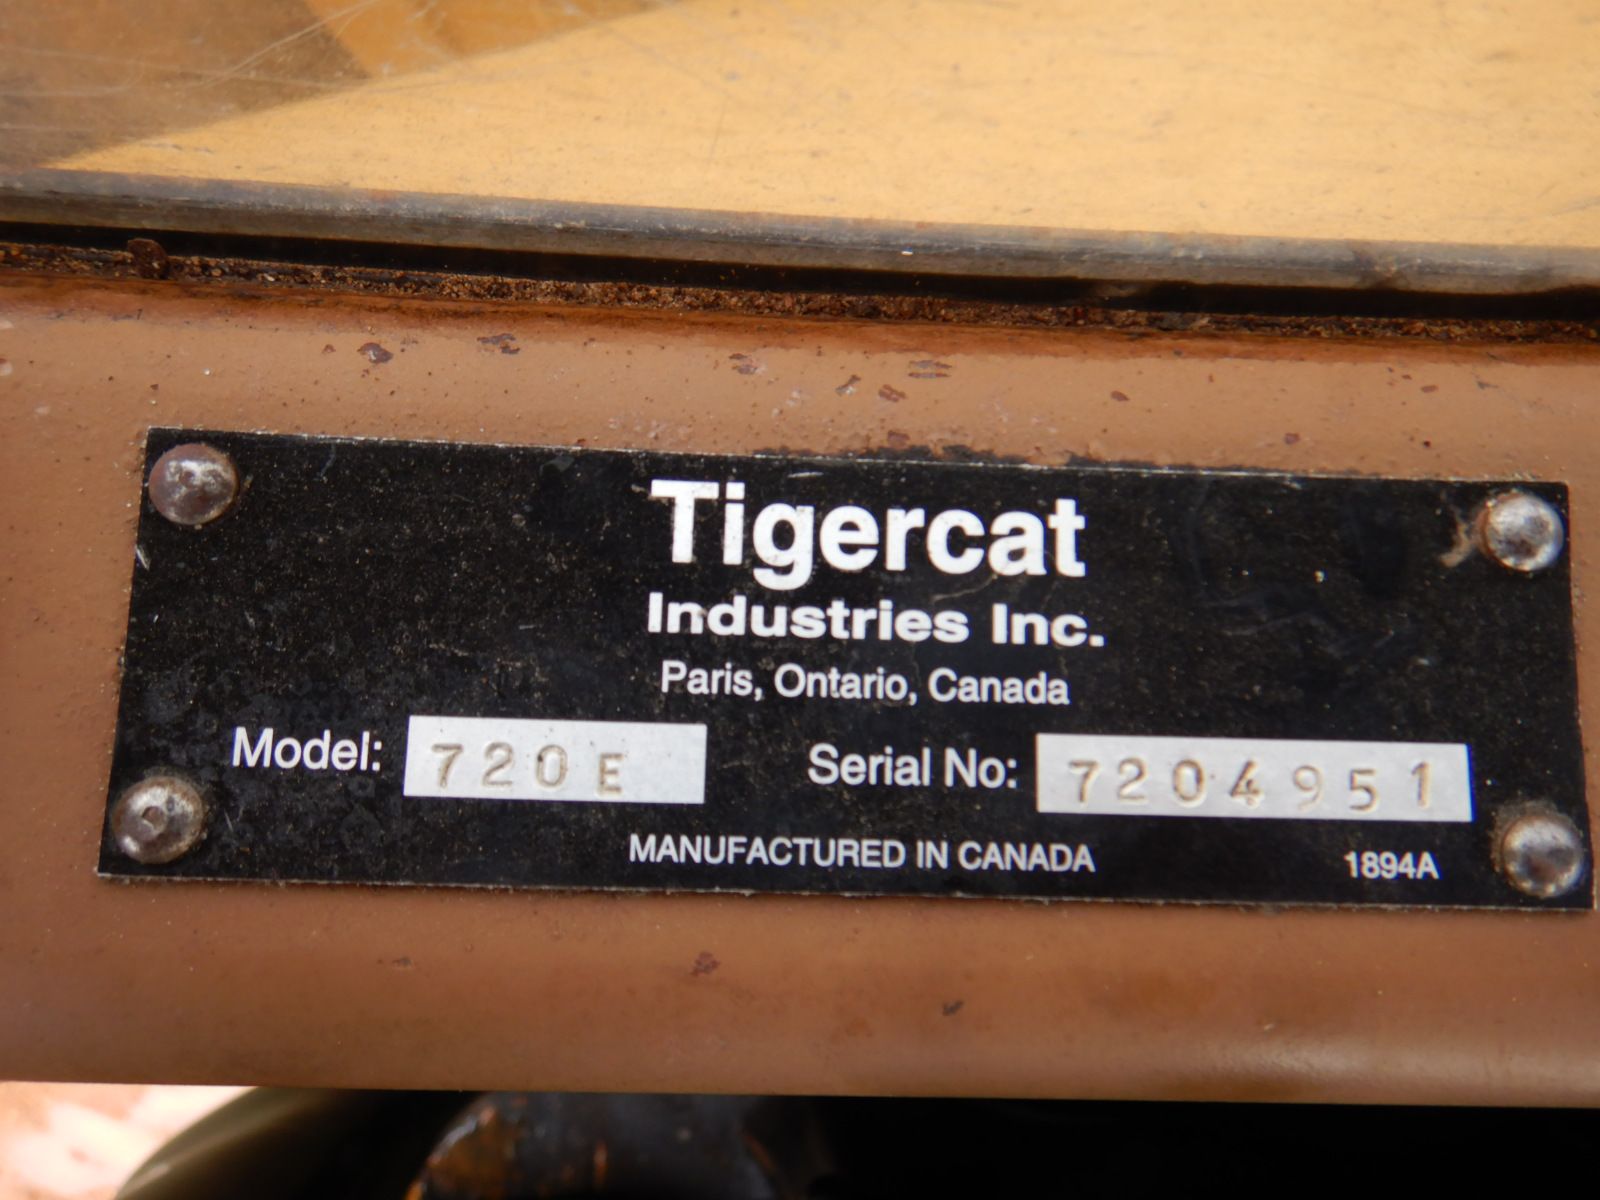 Tigercat
Industries Inc.
Paris, Ontario, Canada
Model: 720E Serial No: 7204951
MANUFACTURED IN CANADA 1894A